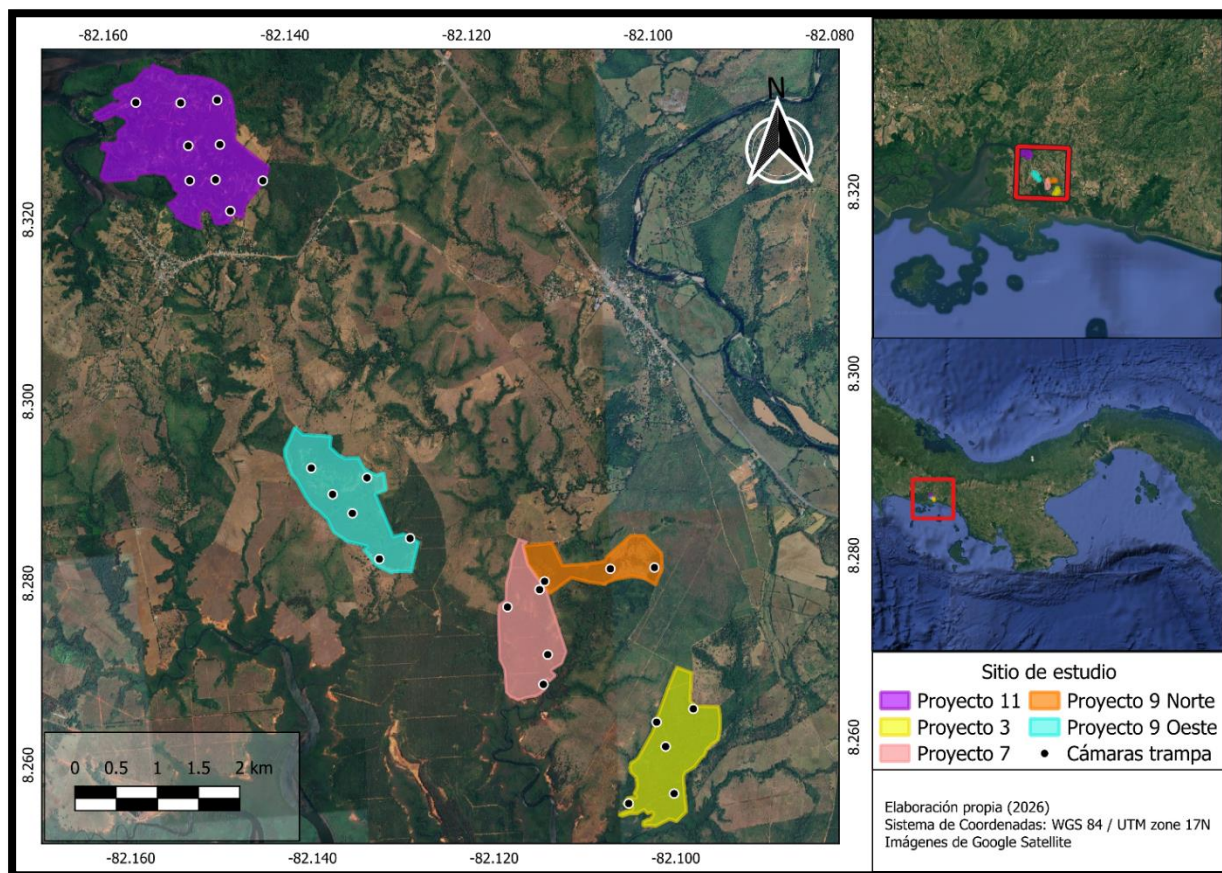 -82.160 -82.140 -82.120 -82.100 -82.080
N
8.320 8.320
8.300 8.300
8.280 8.280
8.260 8.260
0 0.5 1 1.5 2 km
-82.160 -82.140 -82.120 -82.100
Sitio de estudio
Proyecto 11 Proyecto 9 Norte
Proyecto 3 Proyecto 9 Oeste
Proyecto 7 Cámaras trampa
Elaboración propia (2026)
Sistema de Coordenadas: WGS 84 / UTM zone 17N
Imágenes de Google Satellite